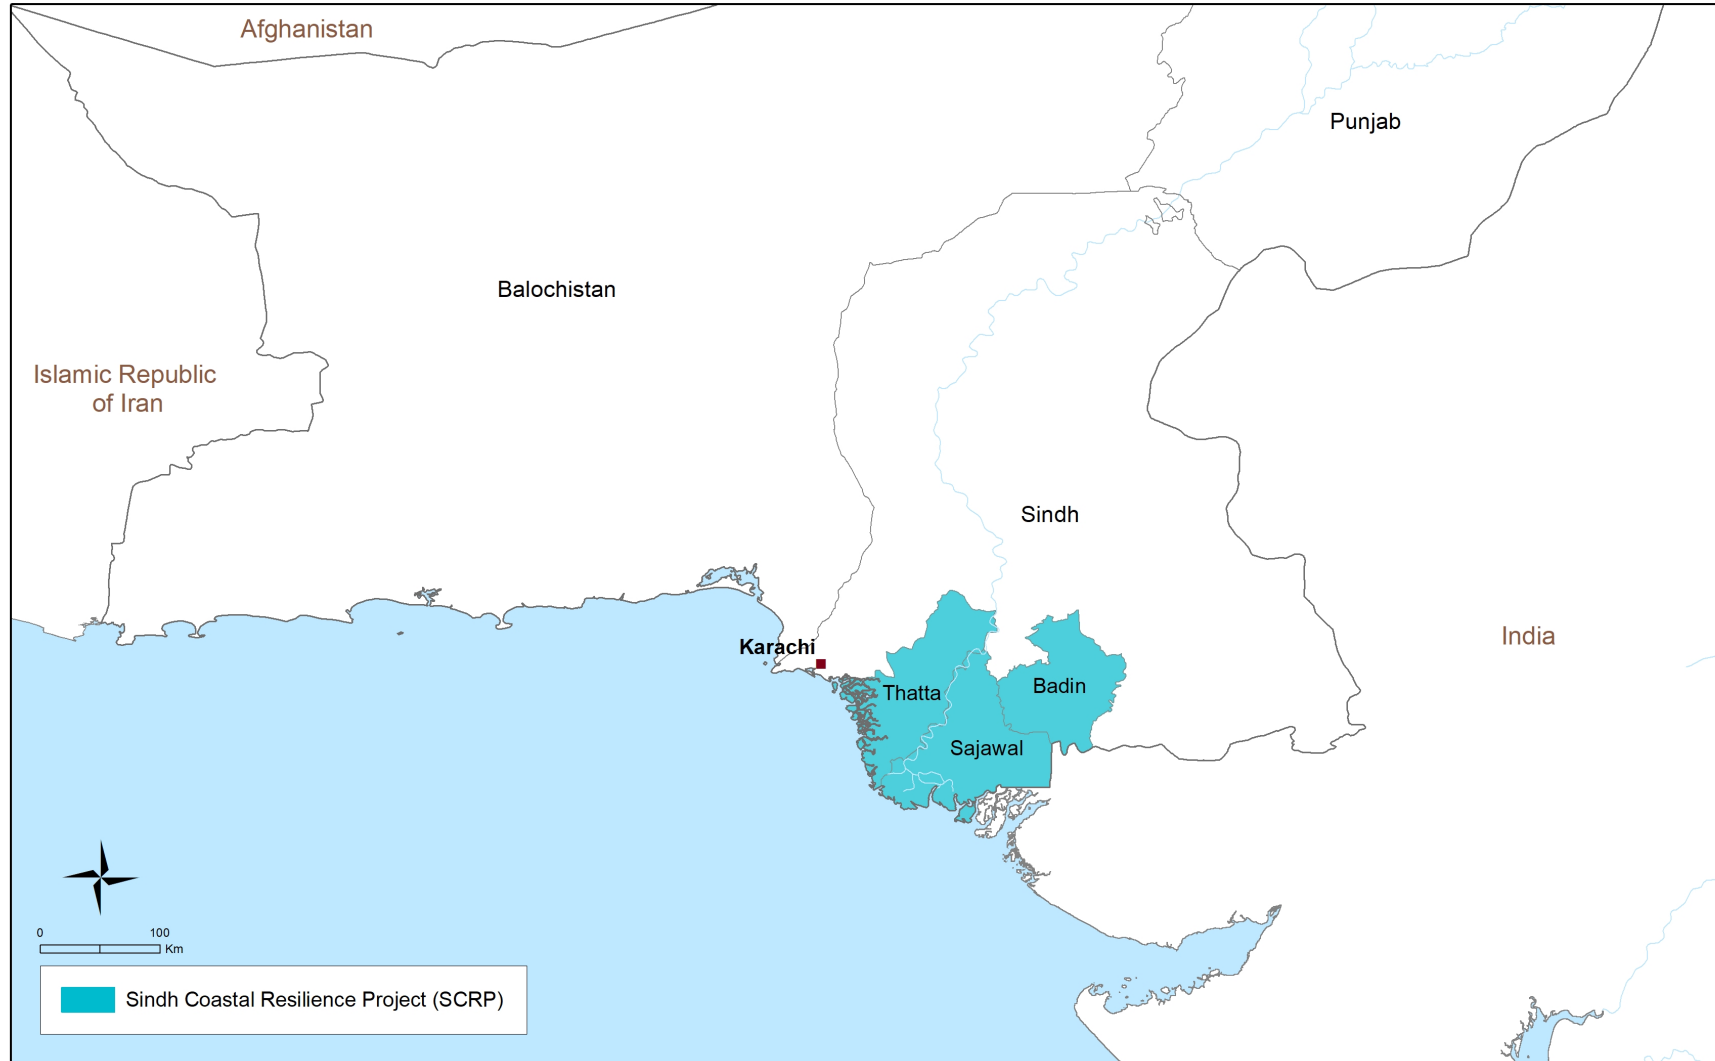 Afghanistan
Punjab
Balochistan
Islamic Republic
of Iran
Sindh
India
Karachi
Thatta
Badin
Sajawal
0 100
Km
Sindh Coastal Resilience Project (SCRP)